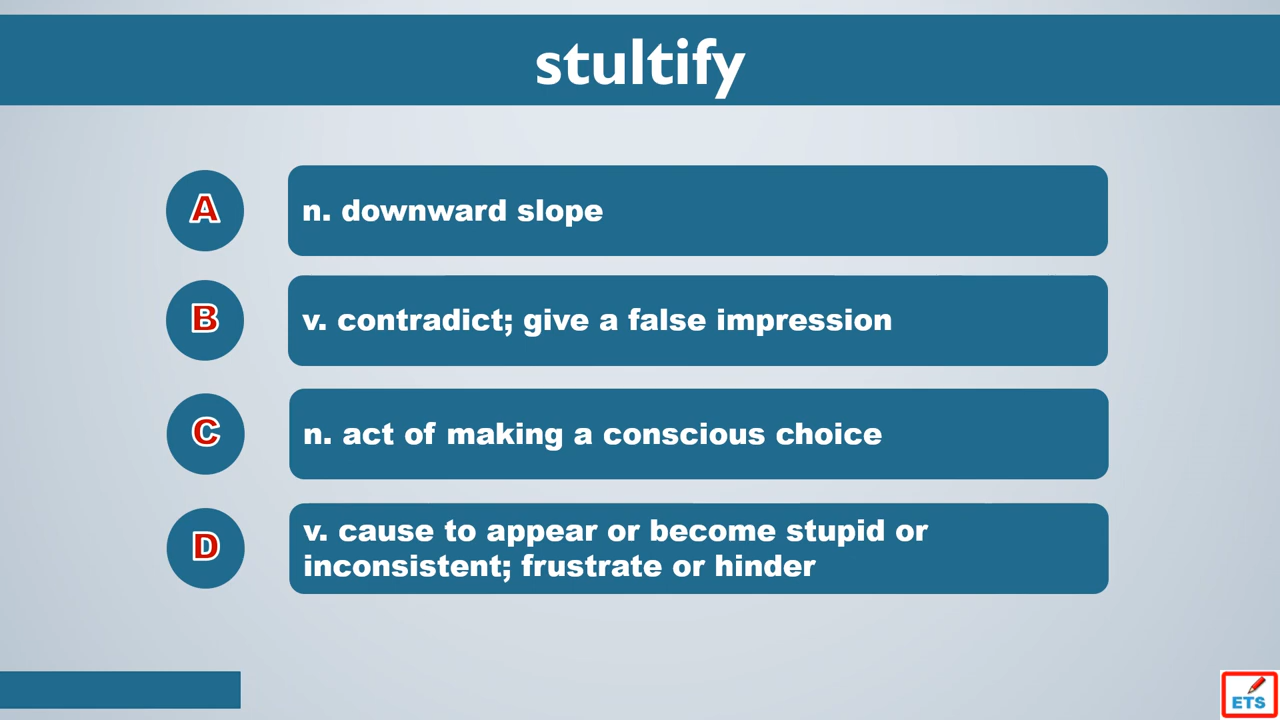 stultify
A
n. downward slope
B
v. contradict; give a false impression
C
n. act of making a conscious choice
D
v. cause to appear or become stupid or
inconsistent; frustrate or hinder
ETS